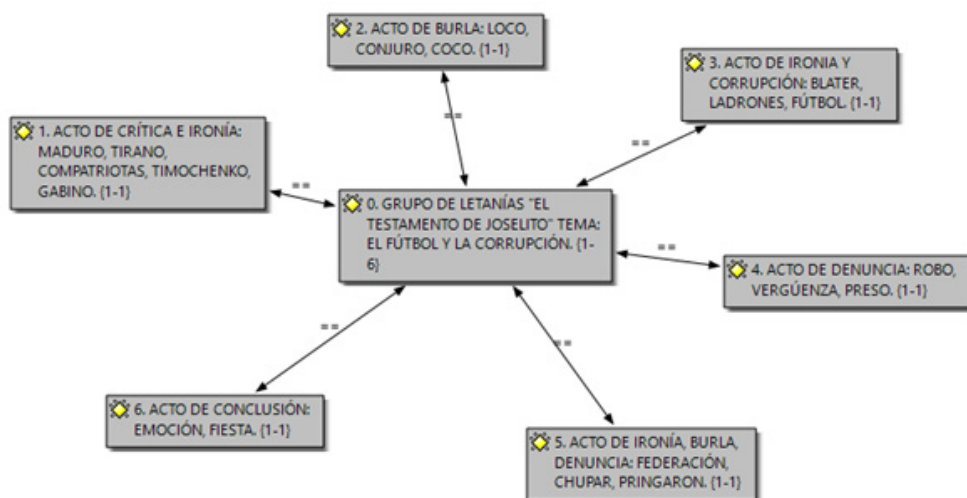 2. ACTO DE BURLA: LOCO,
CONJURO, COCO. {1-1}
3. ACTO DE IRONIA Y
CORRUPCIÓN: BLATER,
LADRONES, FÚTBOL. {1-1}
==
==
1. ACTO DE CRÍTICA E IRONÍA:
MADURO, TIRANO,
COMPATRIOTAS, TIMOCHENKO,
GABINO. {1-1}
==
0. GRUPO DE LETANÍAS "EL
TESTAMENTO DE JOSELITO" TEMA:
EL FÚTBOL Y LA CORRUPCIÓN. {1-
6}
==
4. ACTO DE DENUNCIA: ROBO,
VERGÚENZA, PRESO. {1-1}
==
==
6. ACTO DE CONCLUSIÓN:
EMOCIÓN, FIESTA. {1-1}
5. ACTO DE IRONÍA, BURLA,
DENUNCIA: FEDERACIÓN,
CHUPAR, PRINGARON. {1-1}